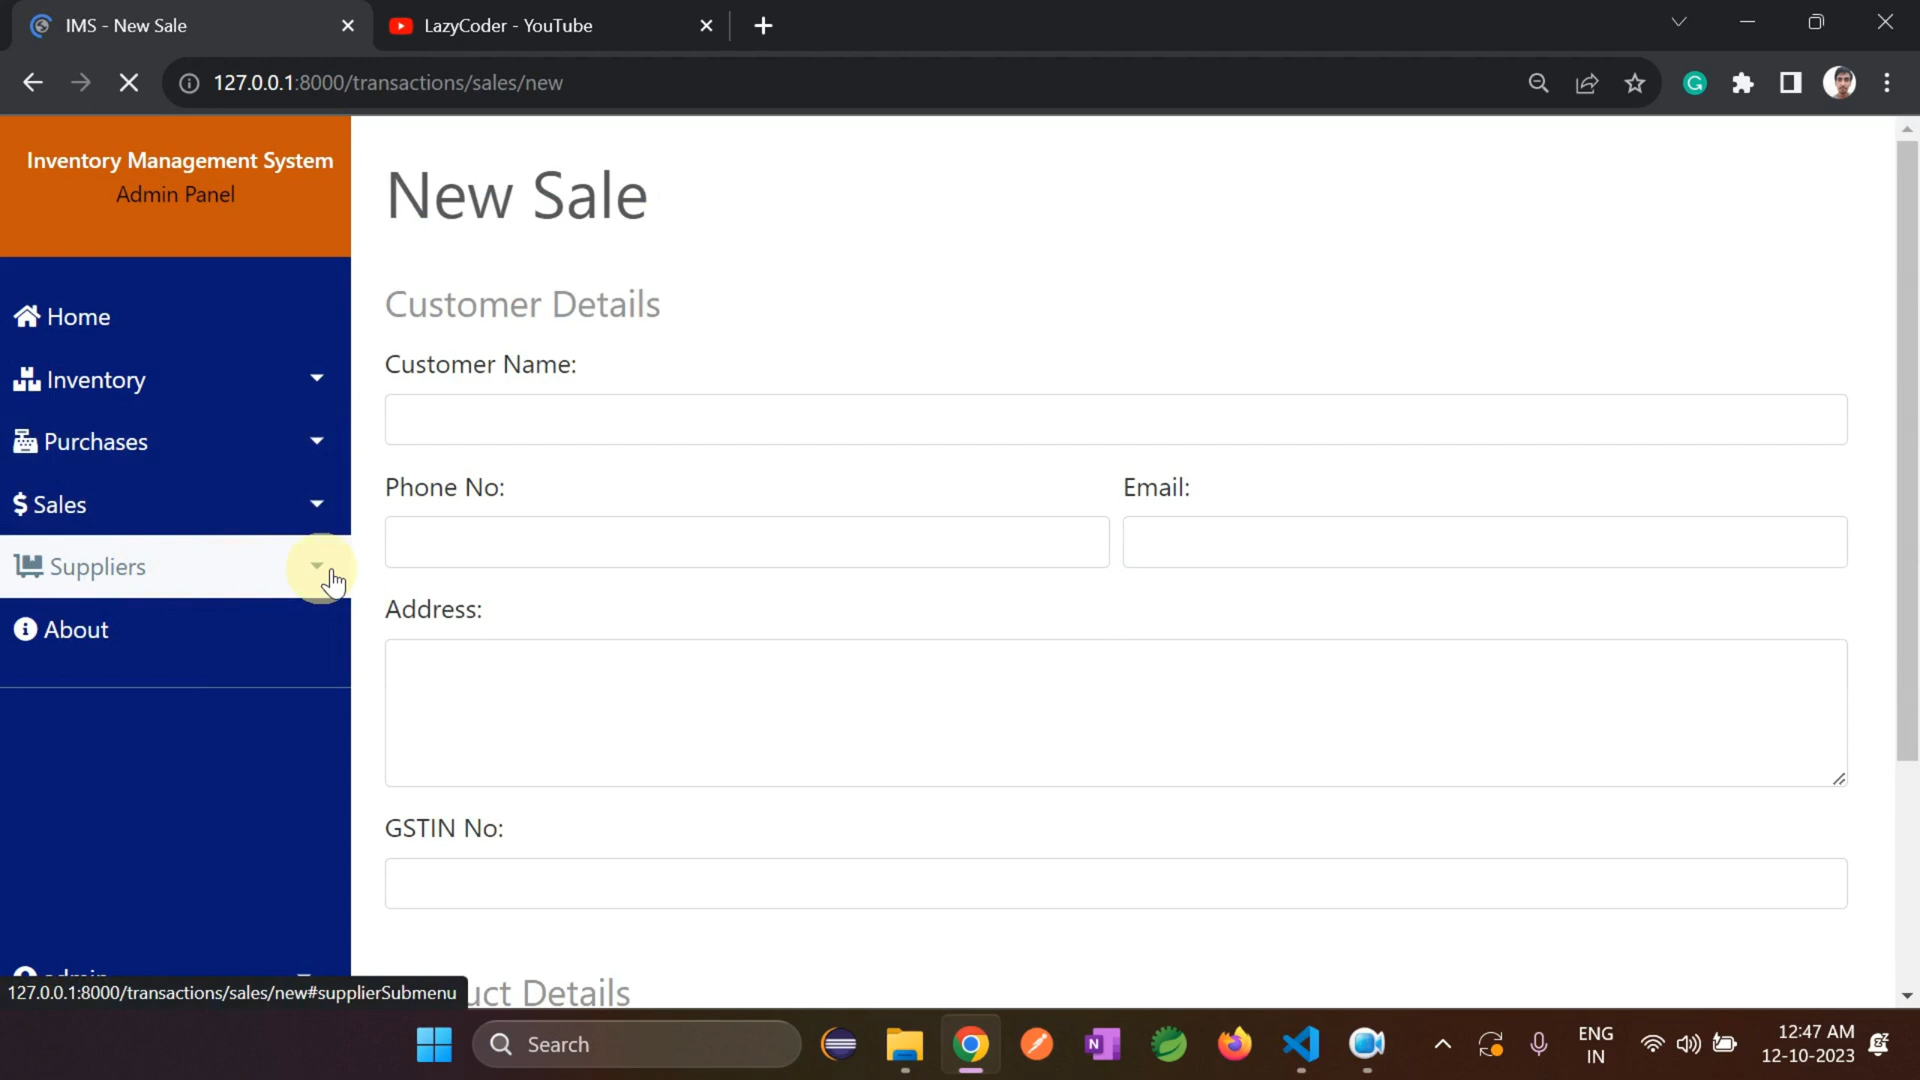 IMS - New Sale
LazyCoder - YouTube
127.0.0.1:8000/transactions/sales/new
Inventory Management System
Admin Panel
Home
Inventory
Purchases
$ Sales
Suppliers
About
New Sale
Customer Details
Customer Name:
Phone No:
Email:
Address:
GSTIN No:
127.0.0.1:8000/transactions/sales/new#supplierSubmenu
uct Details
Search
ENG
IN
12:47 AM
12-10-2023